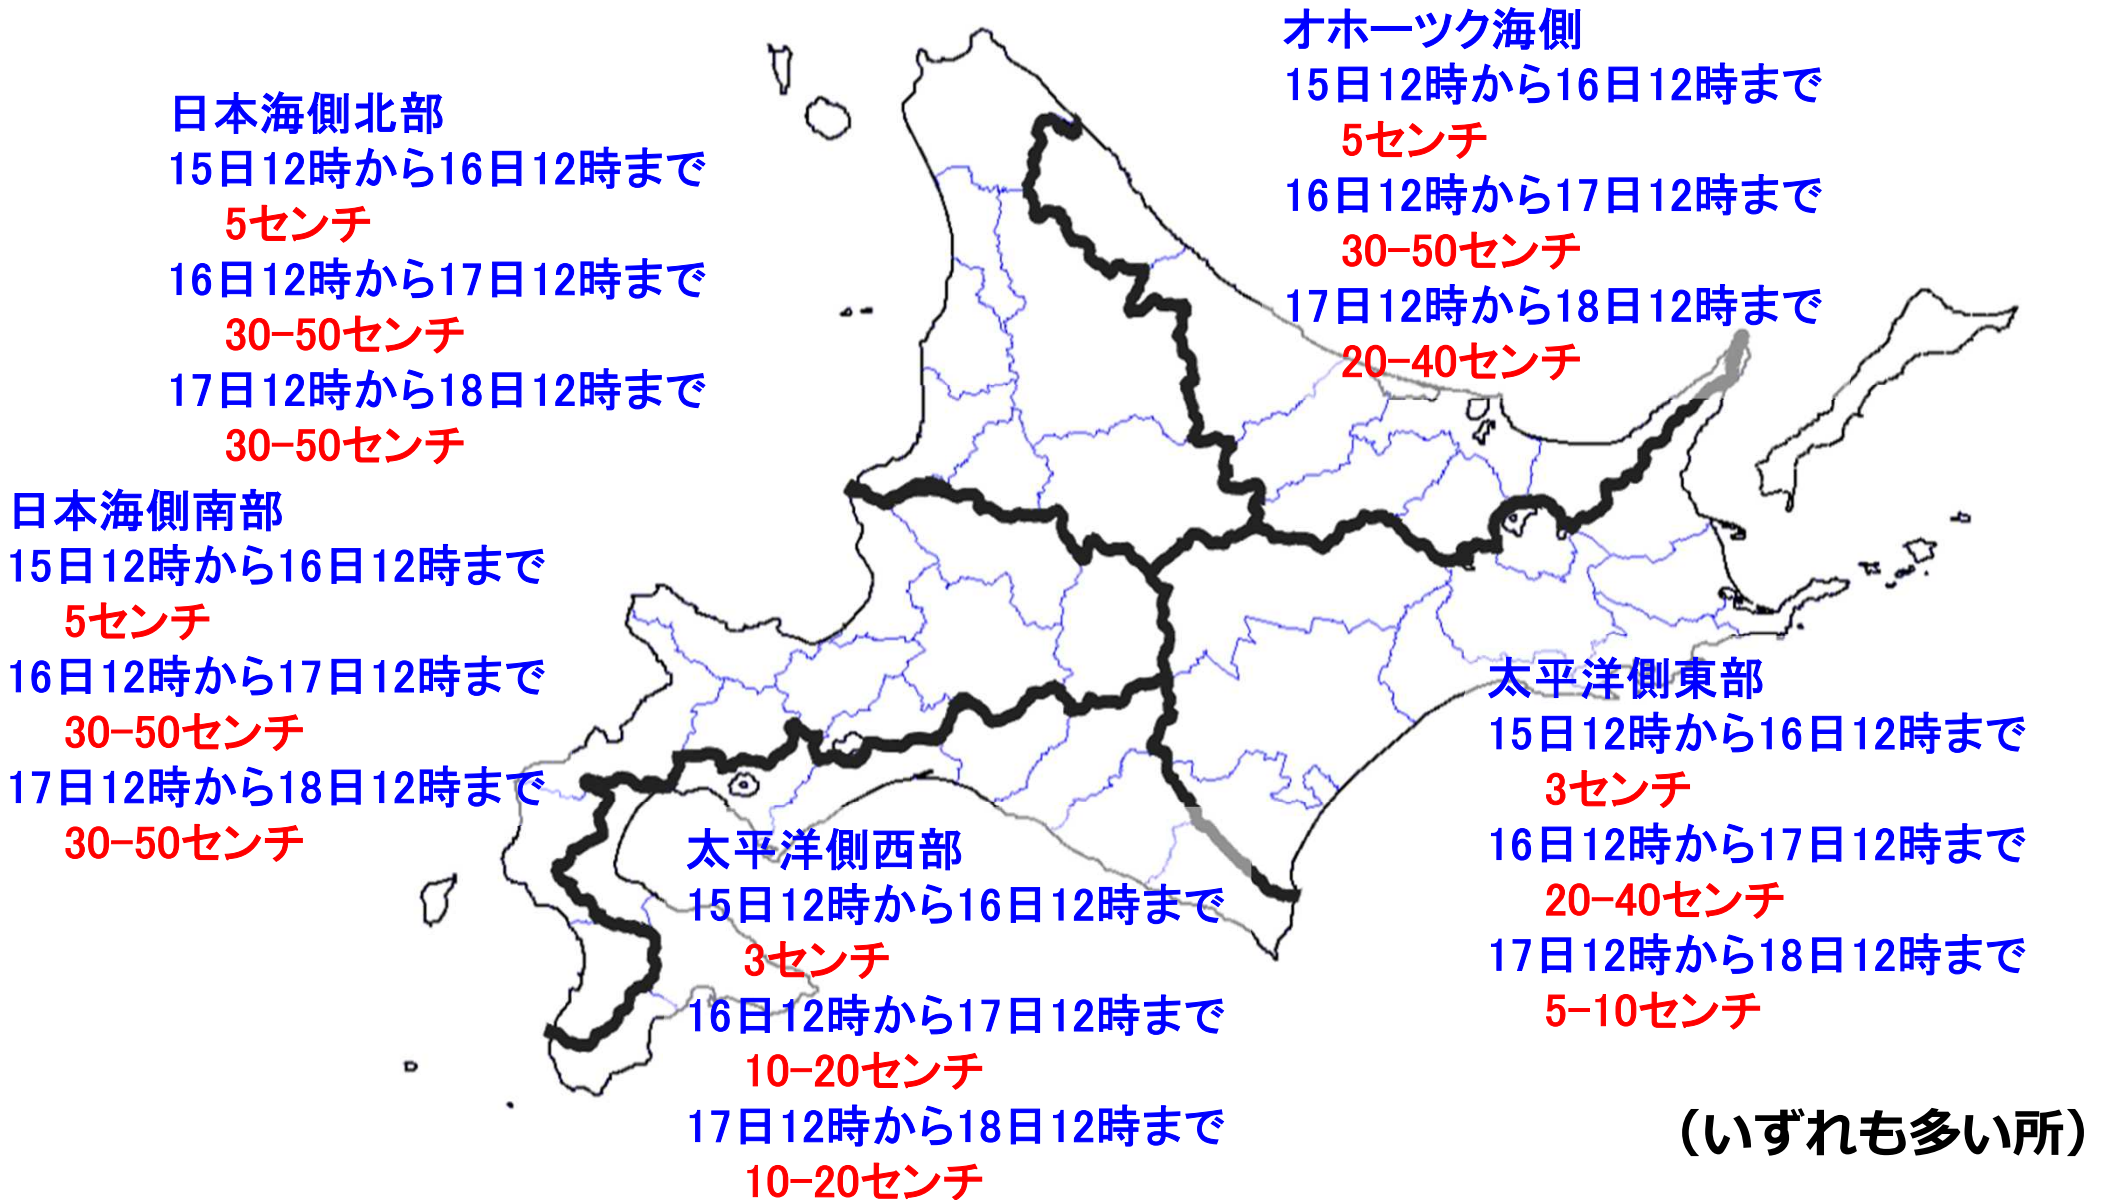 日本海側北部
15日12時から16日12時まで
5センチ
16日12時から17日12時まで
30-50センチ
17日12時から18日12時まで
30-50センチ
オホーツク海側
15日12時から16日12時まで
5センチ
16日12時から17日12時まで
30-50センチ
17日12時から18日12時まで
20-40センチ
日本海側南部
15日12時から16日12時まで
5センチ
16日12時から17日12時まで
30-50センチ
17日12時から18日12時まで
30-50センチ
太平洋側西部
15日12時から16日12時まで
3センチ
16日12時から17日12時まで
10-20センチ
17日12時から18日12時まで
10-20センチ
太平洋側東部
15日12時から16日12時まで
3センチ
16日12時から17日12時まで
20-40センチ
17日12時から18日12時まで
5-10センチ
（いずれも多い所）